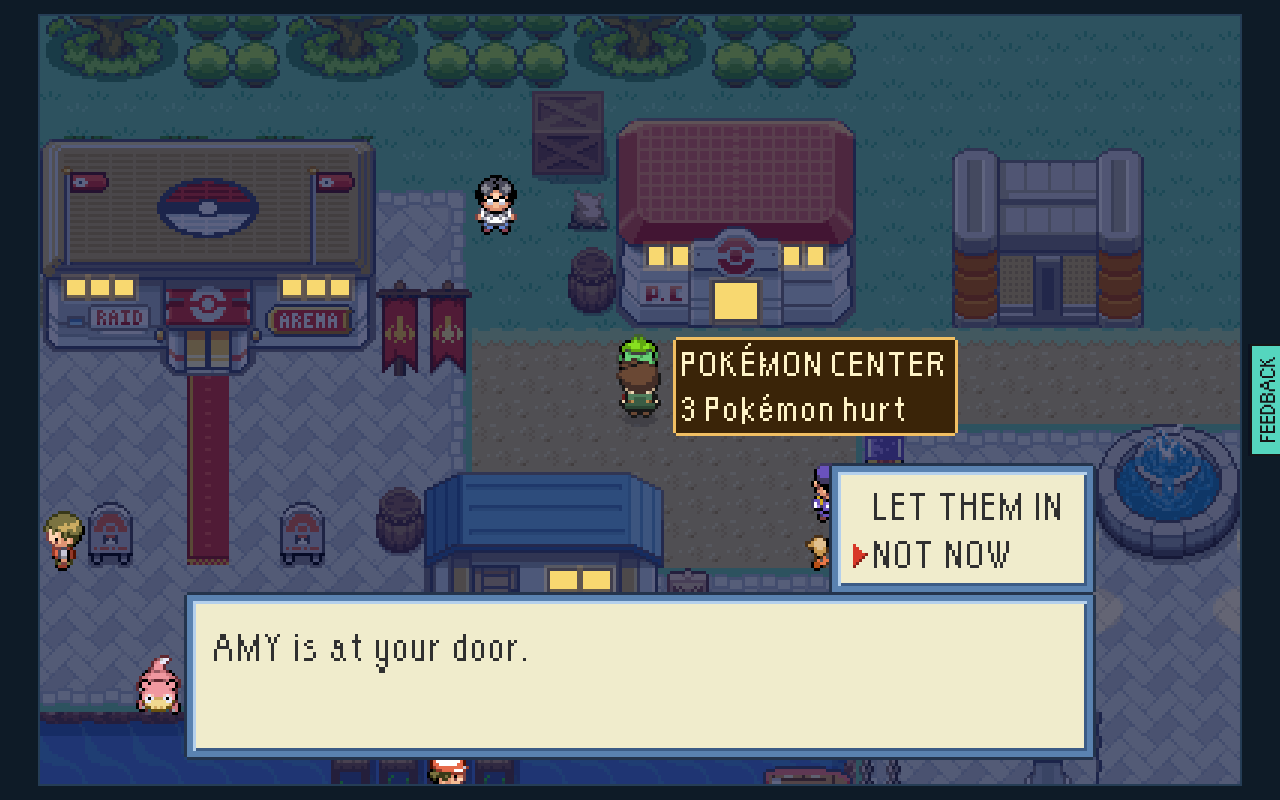 RAID
ARENA
P.C
POKÉMON CENTER
3 Pokémon hurt
FEEDBACK
LET THEM IN
NOT NOW
AMY is at your door.